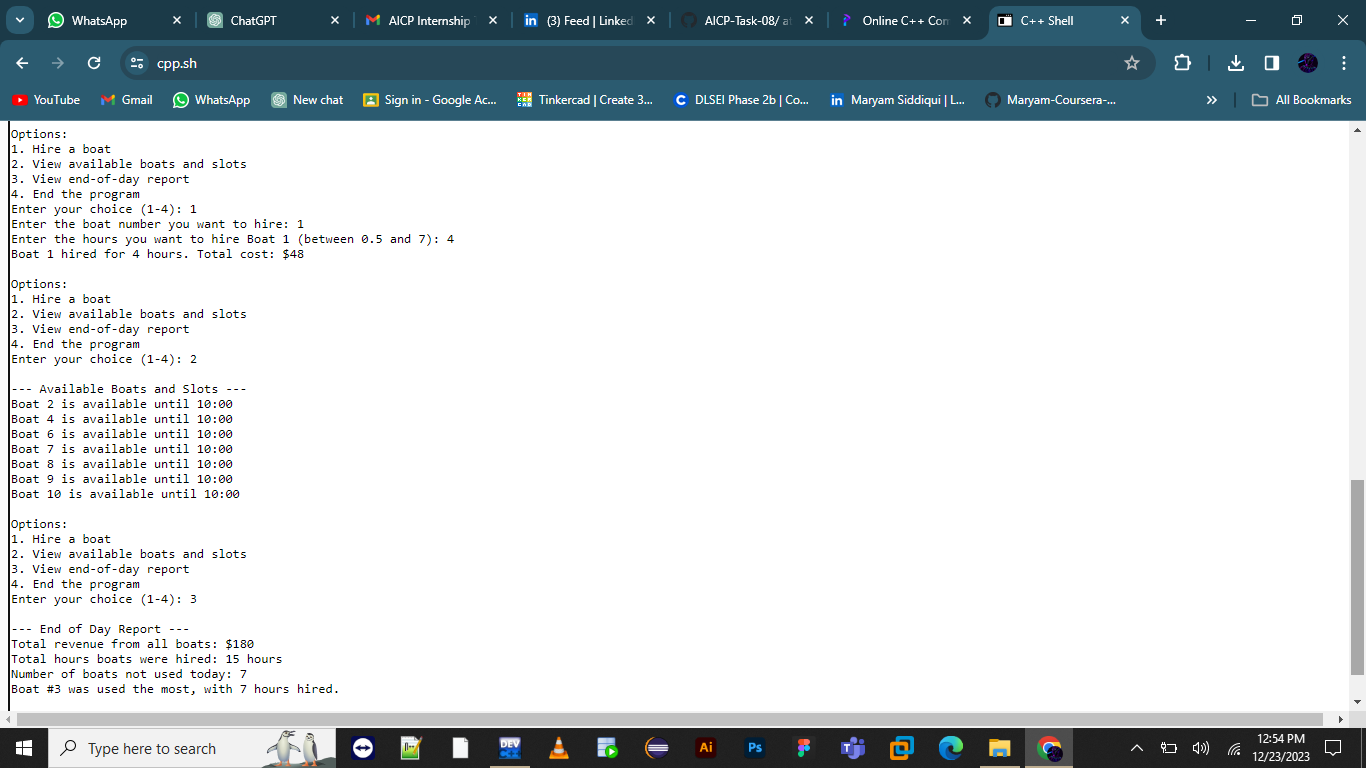 WhatsApp
ChatGPT
AICP Internship
(3) Feed | Linked
AICP-Task-08/ at
Online C++ Com
C++ Shell
cpp.sh
YouTube
Gmail
WhatsApp
New chat
Sign in - Google Ac...
Tinkercad | Create 3...
DLSEI Phase 2b | Co...
Maryam Siddiqui | L...
Maryam-Coursera-...
»
All Bookmarks
Options:
1. Hire a boat
2. View available boats and slots
3. View end-of-day report
4. End the program
Enter your choice (1-4): 1
Enter the boat number you want to hire: 1
Enter the hours you want to hire Boat 1 (between 0.5 and 7): 4
Boat 1 hired for 4 hours. Total cost: $48
Options:
1. Hire a boat
2. View available boats and slots
3. View end-of-day report
4. End the program
Enter your choice (1-4): 2
--- Available Boats and Slots ---
Boat 2 is available until 10:00
Boat 4 is available until 10:00
Boat 6 is available until 10:00
Boat 7 is available until 10:00
Boat 8 is available until 10:00
Boat 9 is available until 10:00
Boat 10 is available until 10:00
Options:
1. Hire a boat
2. View available boats and slots
3. View end-of-day report
4. End the program
Enter your choice (1-4): 3
--- End of Day Report ---
Total revenue from all boats: $180
Total hours boats were hired: 15 hours
Number of boats not used today: 7
Boat #3 was used the most, with 7 hours hired.
Type here to search
DEV
Ai
Ps
12:54 PM
12/23/2023